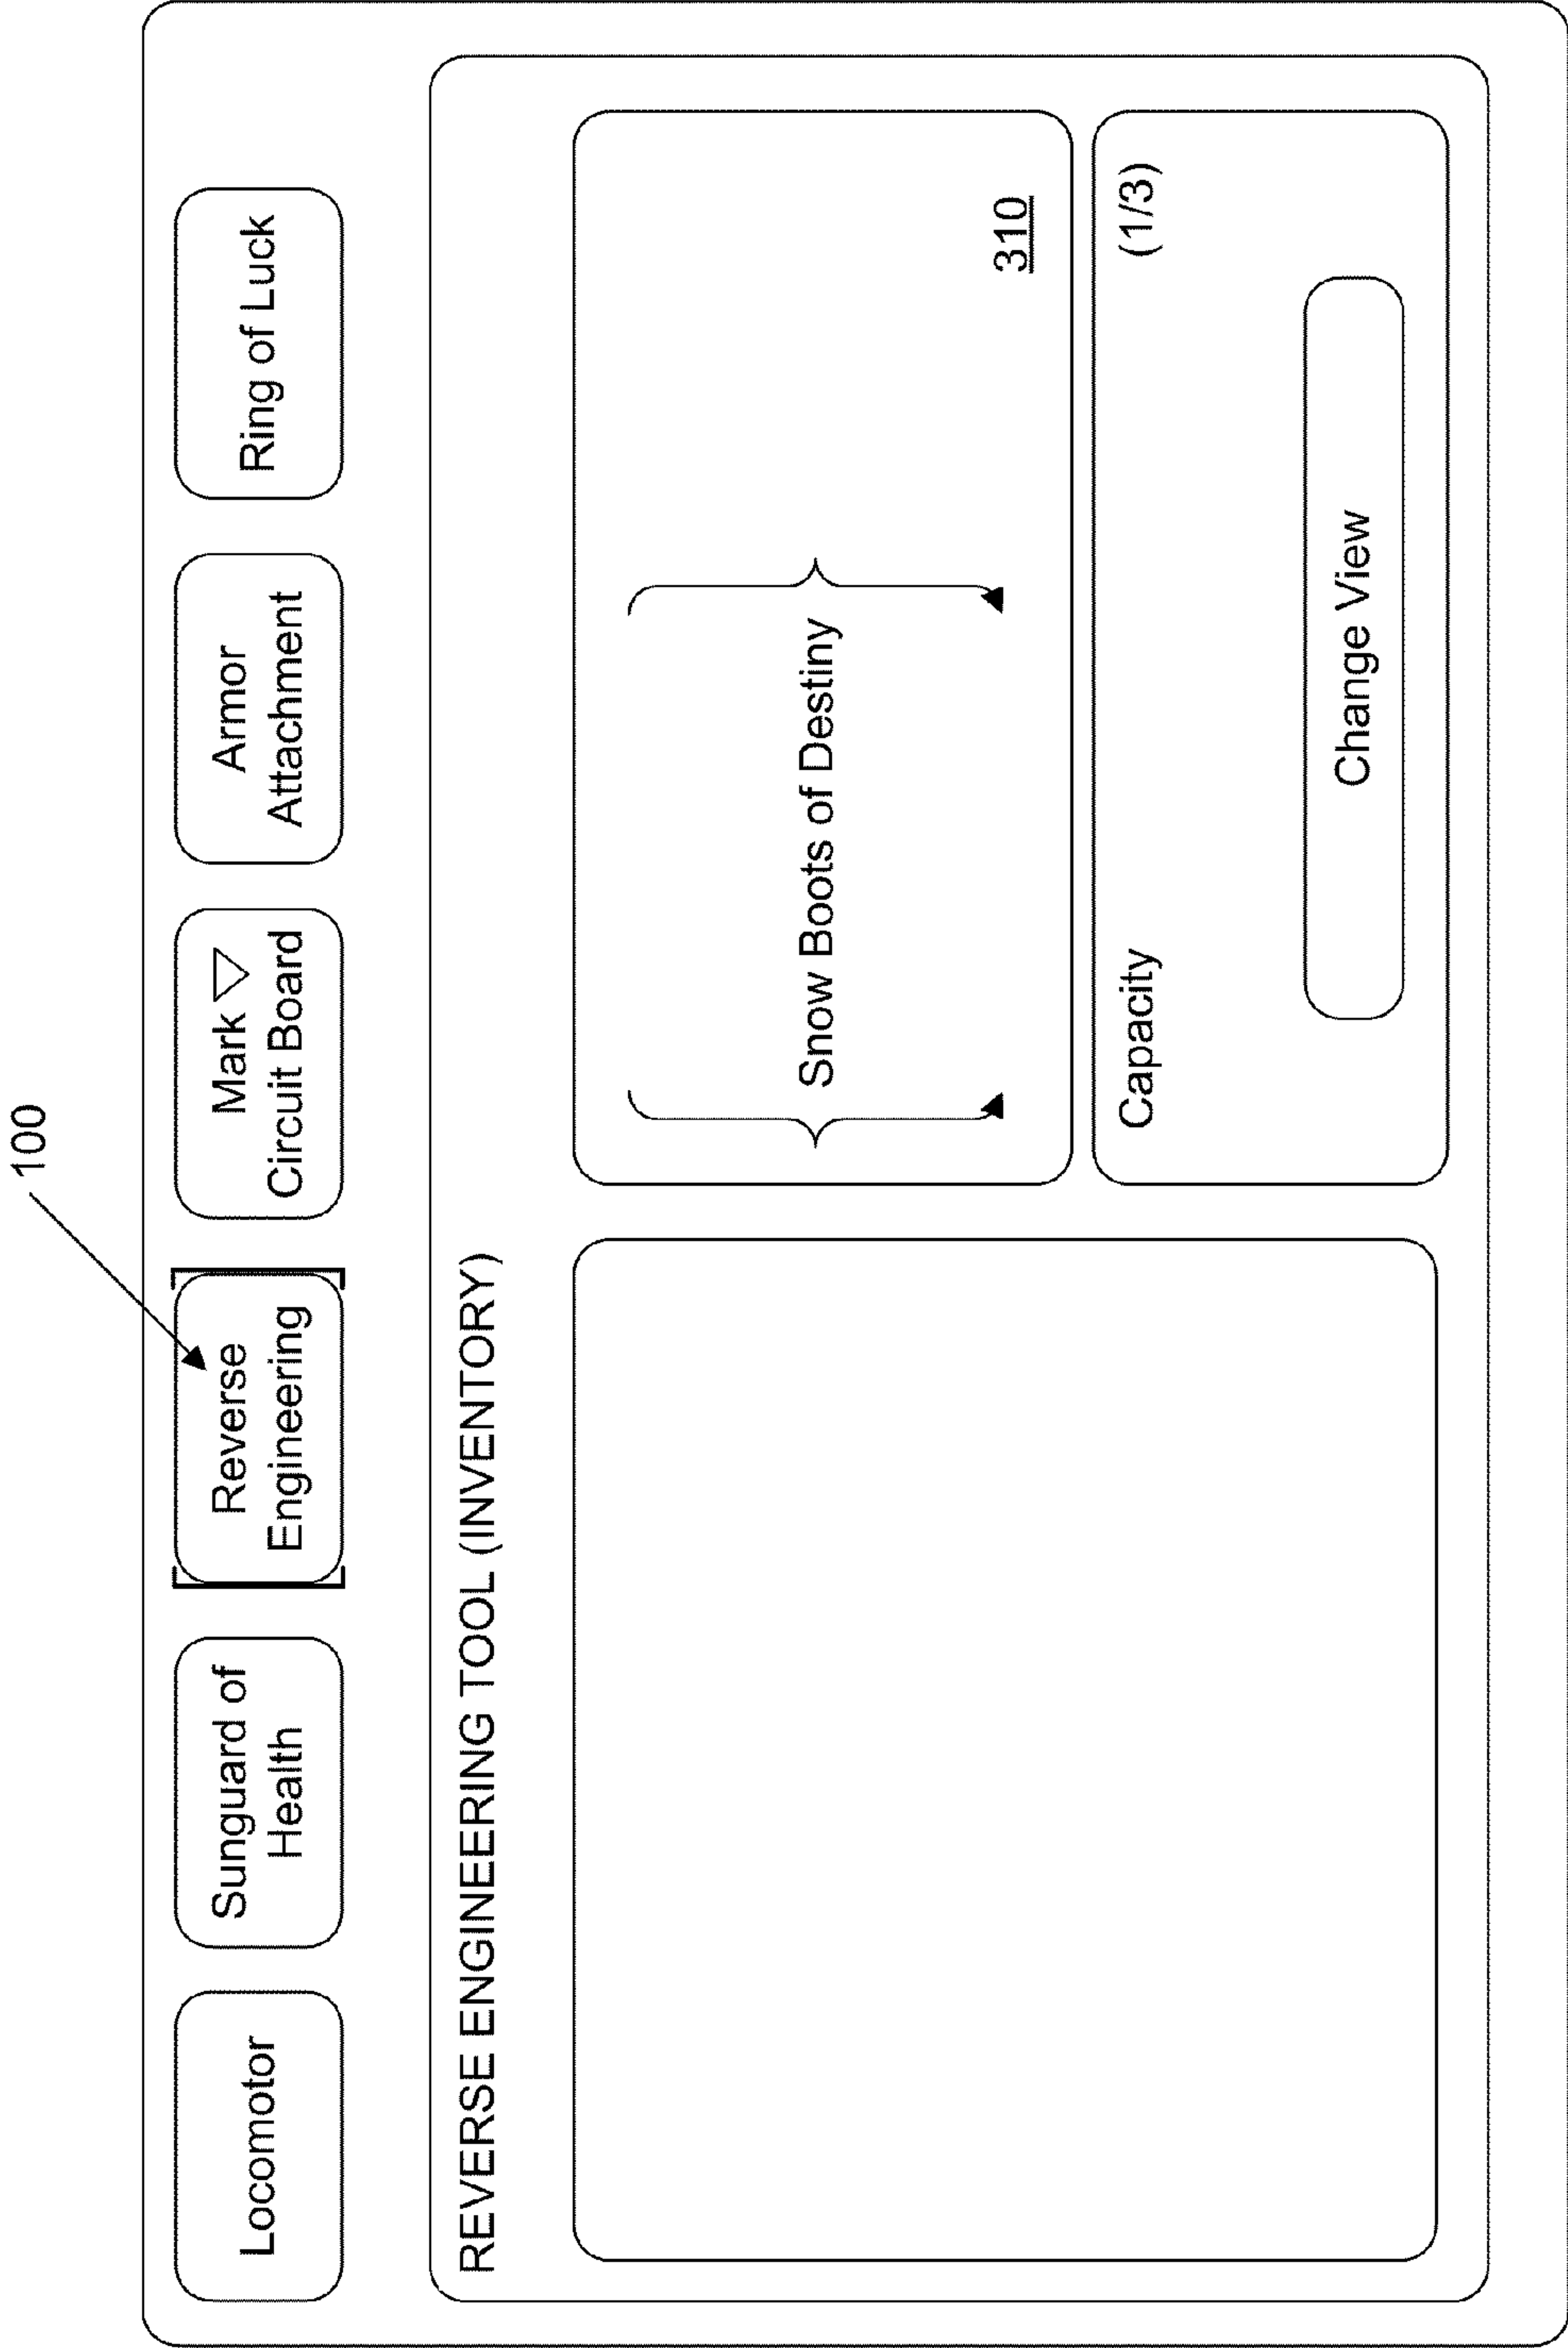 100
Locomotor
Sunguard of
Health
Reverse
Engineering
Mark ▽
Circuit Board
Armor
Attachment
Ring of Luck
REVERSE ENGINEERING TOOL (INVENTORY)
Snow Boots of Destiny
310
Capacity (1/3)
Change View